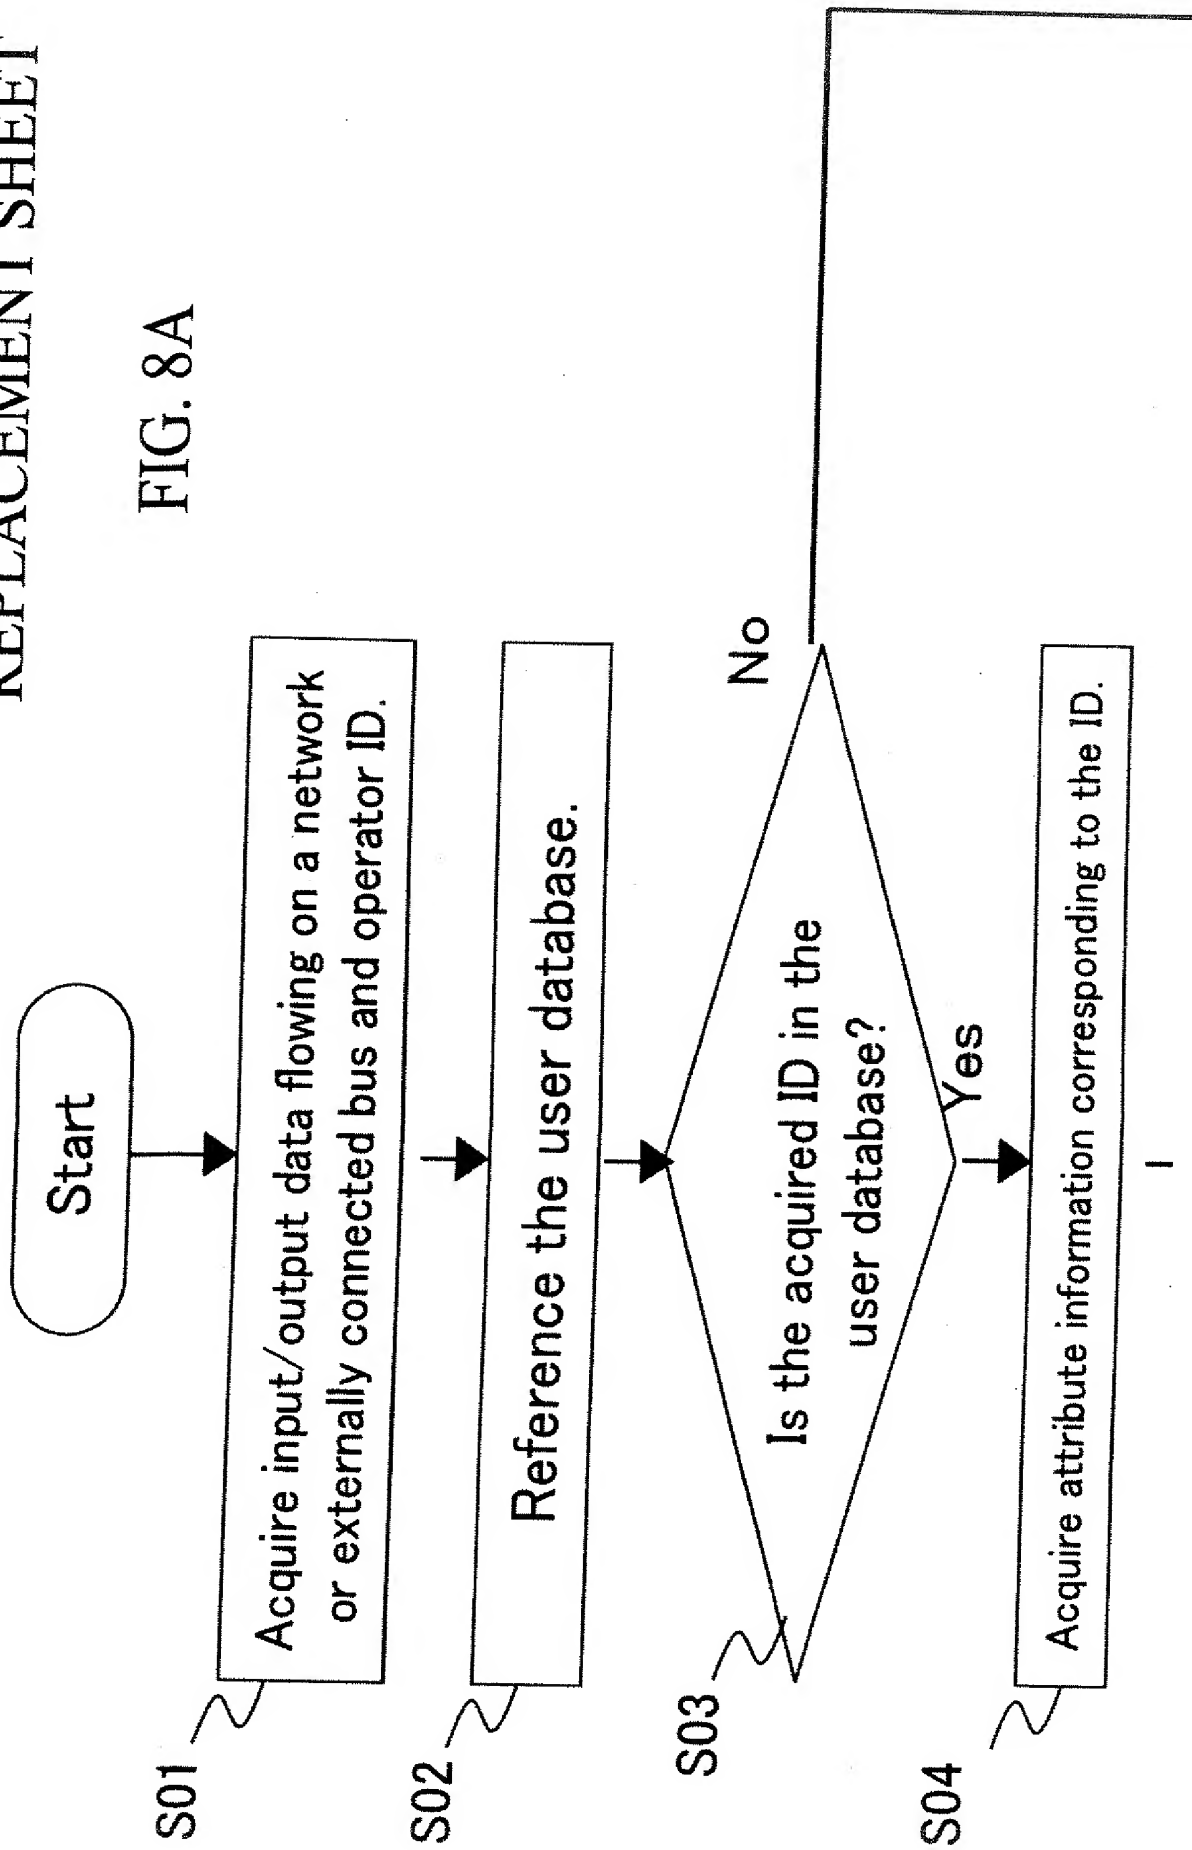 REPLACEMENT SHEET
FIG. 8A
Start
S01
Acquire input/output data flowing on a network
or externally connected bus and operator ID.
S02
Reference the user database.
S03
Is the acquired ID in the
user database?
No
Yes
S04
Acquire attribute information corresponding to the ID.